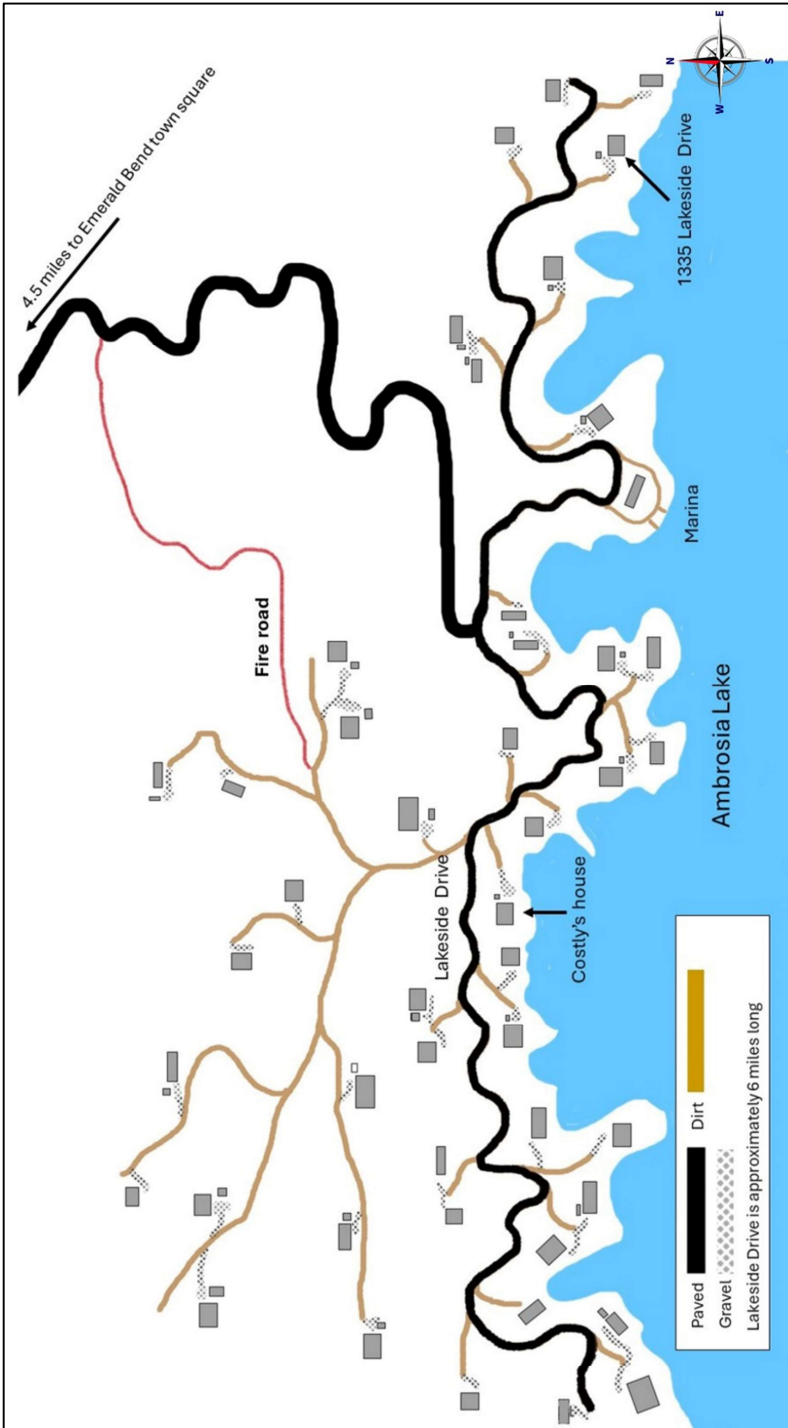 4.5 miles to Emerald Bend town square
N
E
W
S
1335 Lakeside Drive
Marina
Fire road
Lakeside Drive
Ambrosia Lake
Costly's house
Paved
Dirt
Gravel
Lakeside Drive is approximately 6 miles long